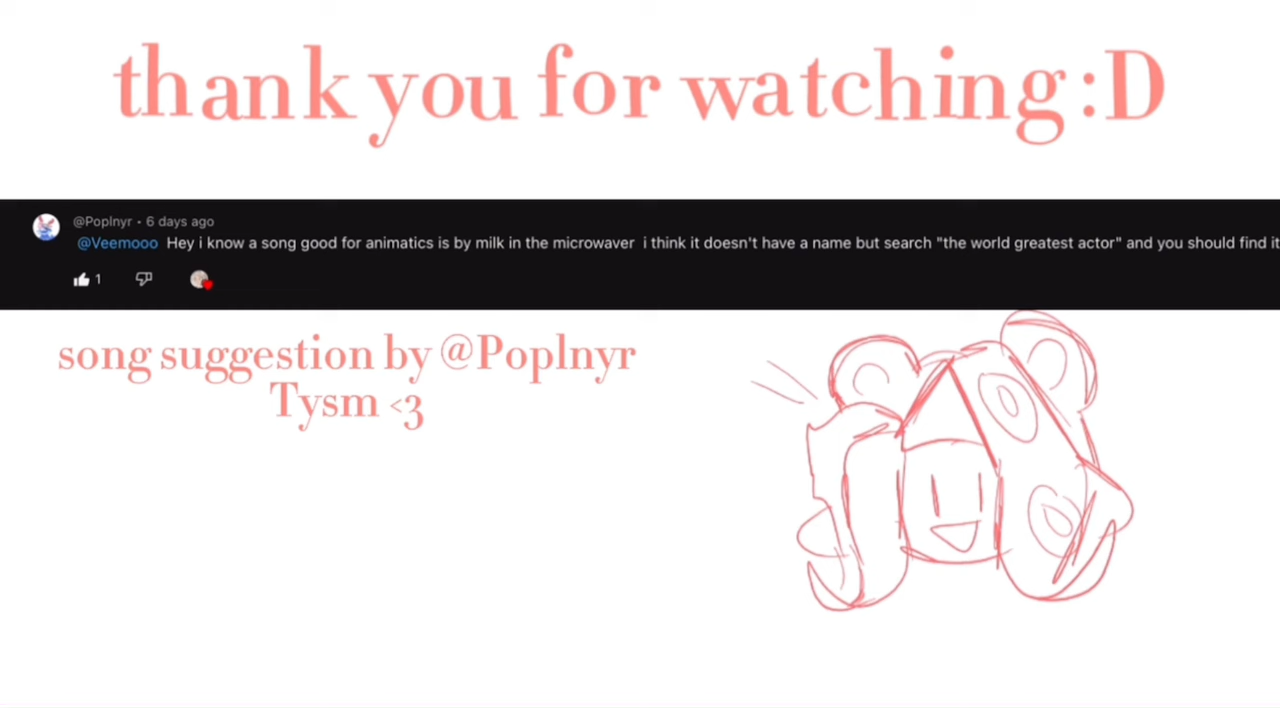 thank you for watching :D
@Poplnyr • 6 days ago
@Veemooo Hey i know a song good for animatics is by milk in the microwaver i think it doesn't have a name but search "the world greatest actor" and you should find it
1
song suggestion by @Poplnyr
Tysm <3